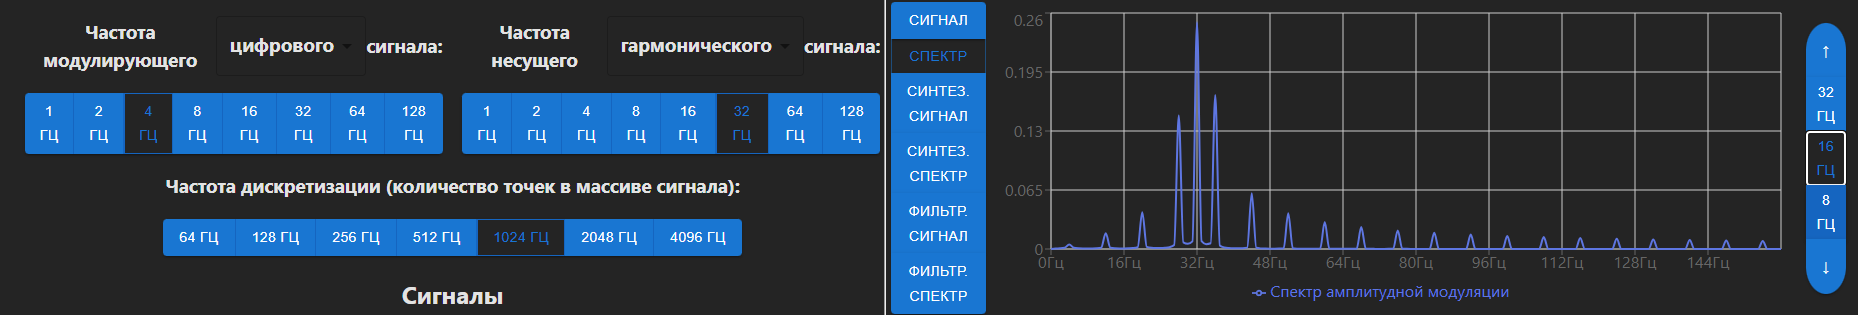 Частота модулирующего
цифрового
сигнала:
Частота несущего
гармонического
сигнала:
1 ГЦ
2 ГЦ
4 ГЦ
8 ГЦ
16 ГЦ
32 ГЦ
64 ГЦ
128 ГЦ
1 ГЦ
2 ГЦ
4 ГЦ
8 ГЦ
16 ГЦ
32 ГЦ
64 ГЦ
128 ГЦ
Частота дискретизации (количество точек в массиве сигнала):
64 ГЦ
128 ГЦ
256 ГЦ
512 ГЦ
1024 ГЦ
2048 ГЦ
4096 ГЦ
Сигналы
СИГНАЛ
СПЕКТР
СИНТЕЗ.
СИГНАЛ
СИНТЕЗ.
СПЕКТР
ФИЛЬТР.
СИГНАЛ
ФИЛЬТР.
СПЕКТР
0.26
0.195
0.13
0.065
0
0Гц
16Гц
32Гц
48Гц
64Гц
80Гц
96Гц
112Гц
128Гц
144Гц
Спектр амплитудной модуляции
↑
32 ГЦ
16 ГЦ
8 ГЦ
↓